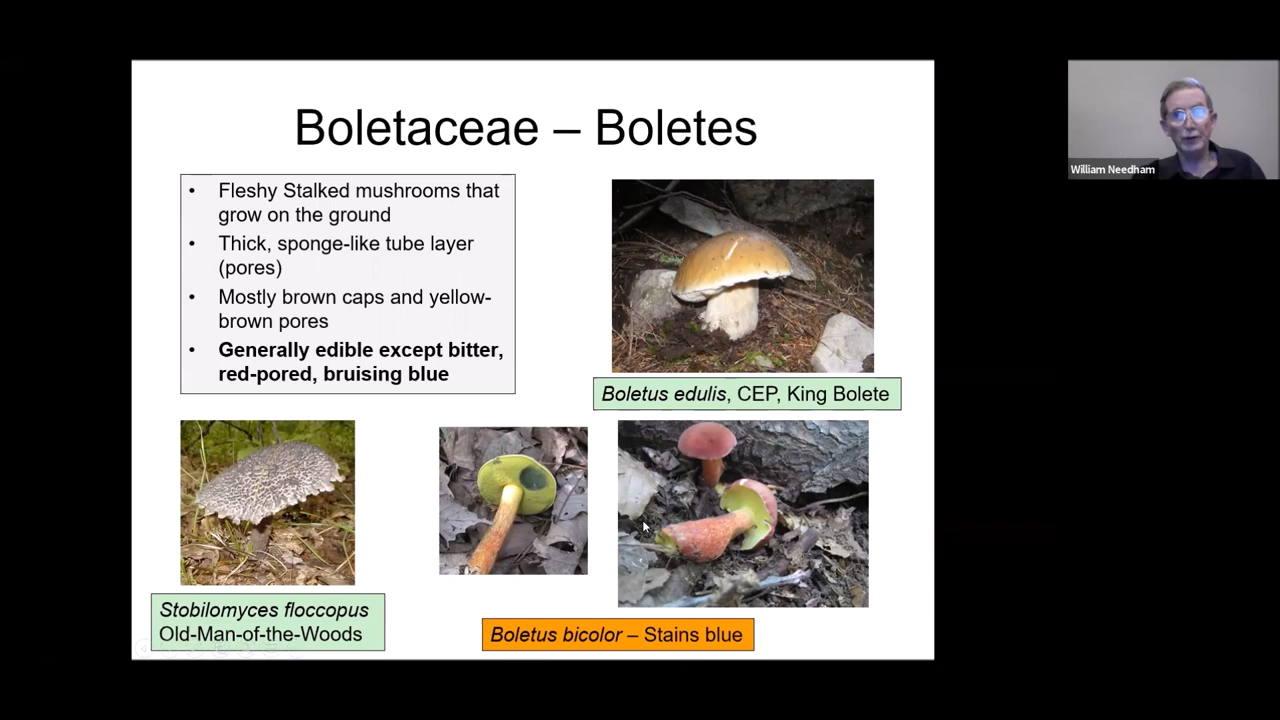 Boletaceae – Boletes
• Fleshy Stalked mushrooms that
grow on the ground
• Thick, sponge-like tube layer
(pores)
• Mostly brown caps and yellow-
brown pores
• Generally edible except bitter,
red-pored, bruising blue
Boletus edulis, CEP, King Bolete
Stobilomyces floccopus
Old-Man-of-the-Woods
Boletus bicolor – Stains blue
William Needham